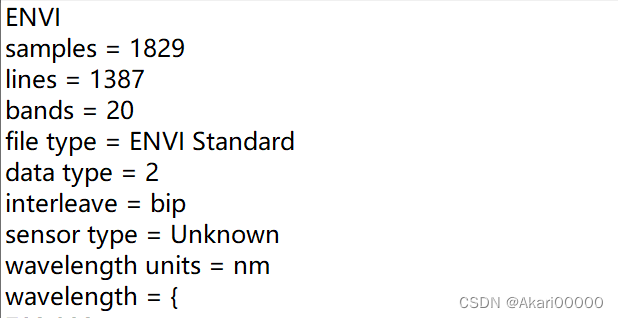 ENVI
samples = 1829
lines = 1387
bands = 20
file type = ENVI Standard
data type = 2
interleave = bip
sensor type = Unknown
wavelength units = nm
wavelength = {
CSDN @Akari00000